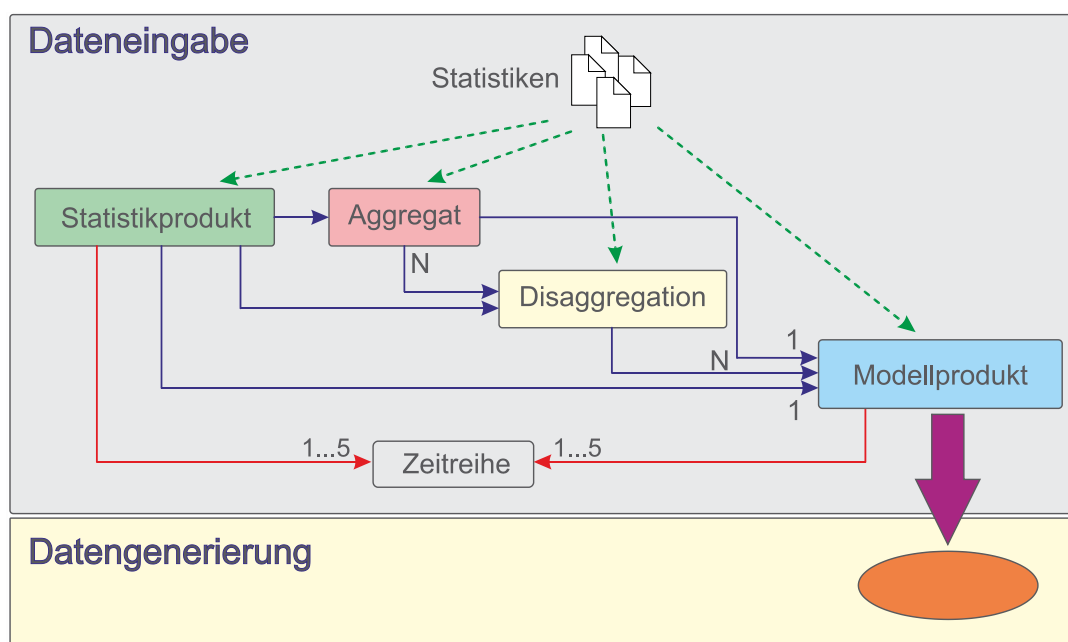 Dateneingabe
Statistiken
Statistikprodukt
Aggregat
N
Disaggregation
1
N
Modellprodukt
1
1...5
Zeitreihe
1...5
Datengenerierung